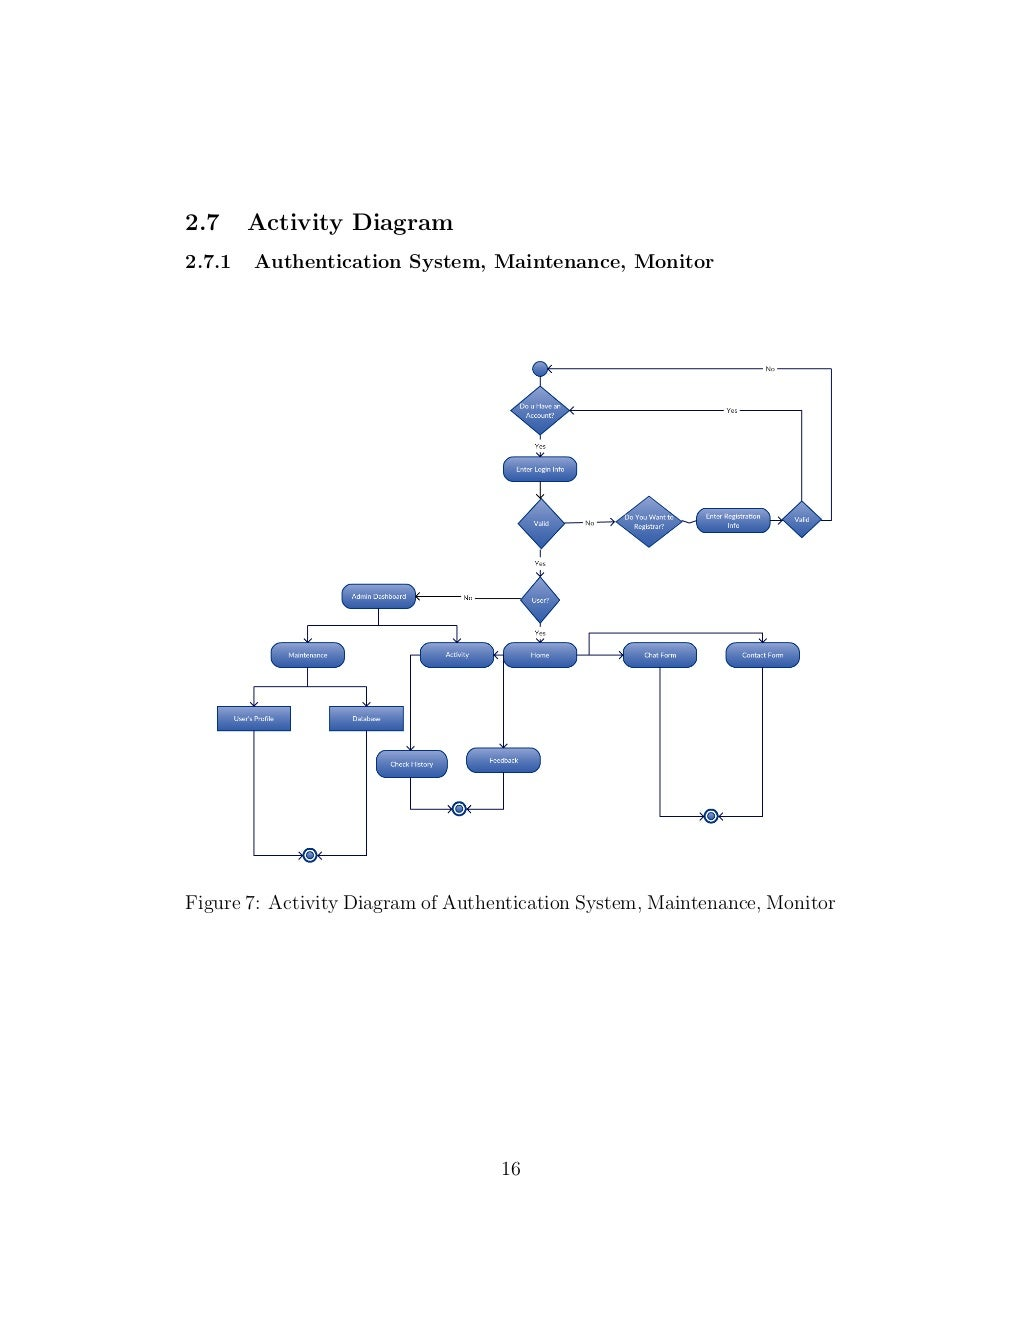 2.7 Activity Diagram
2.7.1 Authentication System, Maintenance, Monitor
No
Do u Have an
Account?
Yes
Yes
Enter Login Info
Valid
No
Do You Want to
Registrar?
Enter Registration
Info
Valid
Yes
Admin Dashboard
No
User?
Yes
Maintenance
Activity
Home
Chat Form
Contact Form
User's Profile
Database
Check History
Feedback
Figure 7: Activity Diagram of Authentication System, Maintenance, Monitor
16